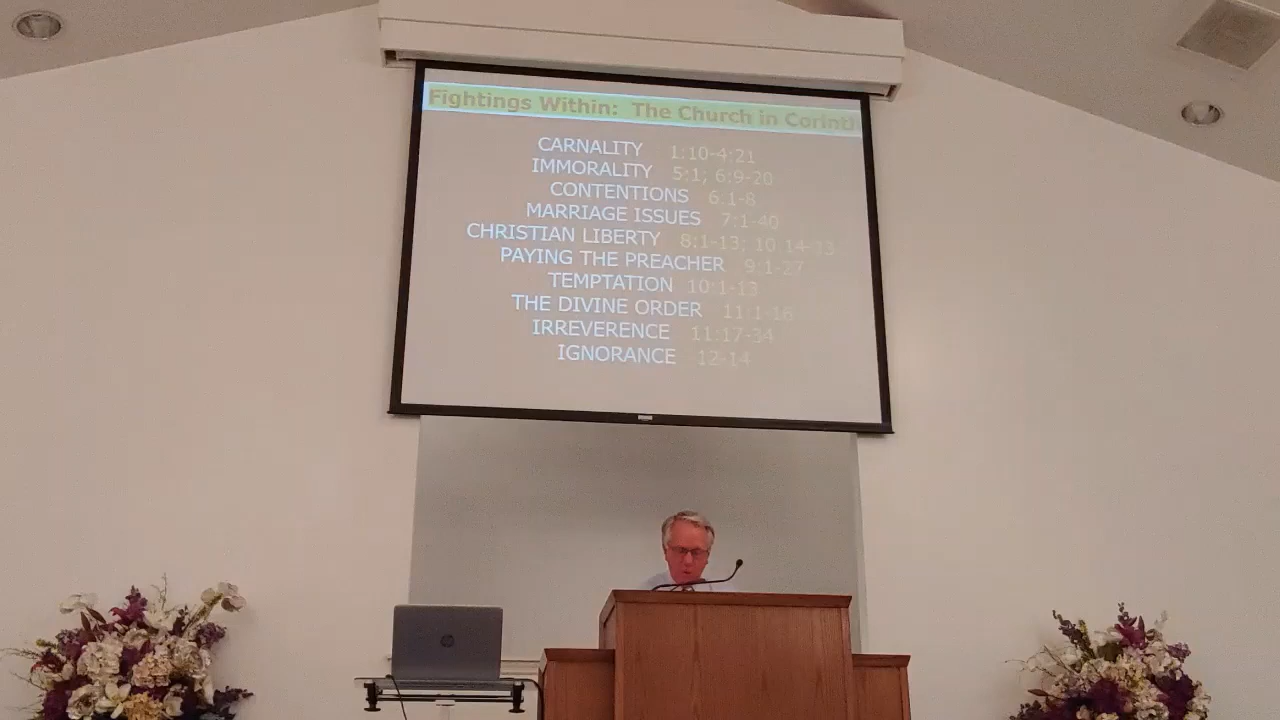 Fightings Within: The Church in Corinth
CARNALITY 1:10-4:21
IMMORALITY 5:1; 6:9-20
CONTENTIONS 6:1-8
MARRIAGE ISSUES 7:1-40
CHRISTIAN LIBERTY 8:1-13; 10 14-33
PAYING THE PREACHER 9:1-27
TEMPTATION 10:1-13
THE DIVINE ORDER 11:1-16
IRREVERENCE 11:17-34
IGNORANCE 12-14
hp